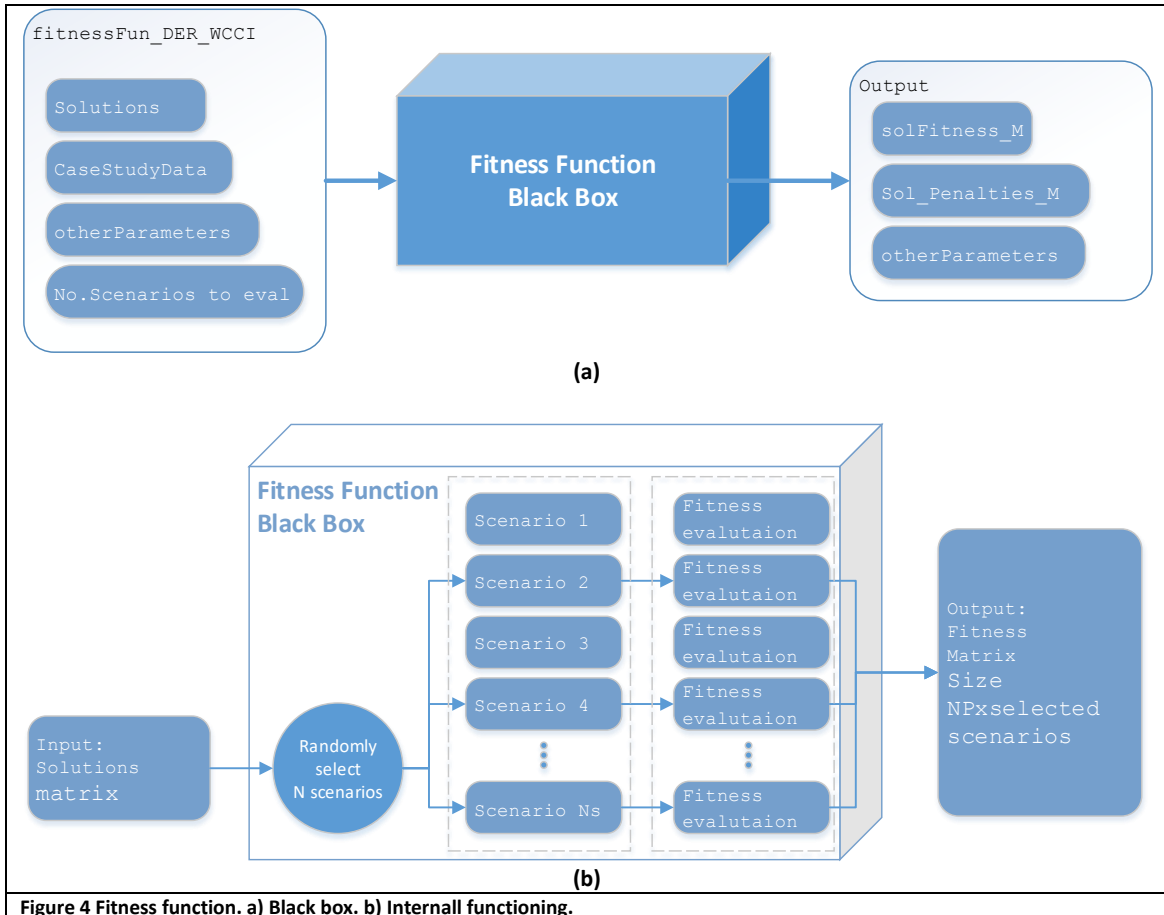 fitnessFun_DER_WCCI
Solutions
CaseStudyData
otherParameters
No.Scenarios to eval
Fitness Function
Black Box
Output
solFitness_M
Sol_Penalties_M
otherParameters
(a)
Fitness Function
Black Box
Input:
Solutions
matrix
Randomly
select
N scenarios
Scenario 1
Scenario 2
Scenario 3
Scenario 4
Scenario Ns
Fitness
evalutaion
Fitness
evalutaion
Fitness
evalutaion
Fitness
evalutaion
Fitness
evalutaion
Output:
Fitness
Matrix
Size
NPxselected
scenarios
(b)
Figure 4 Fitness function. a) Black box. b) Internall functioning.